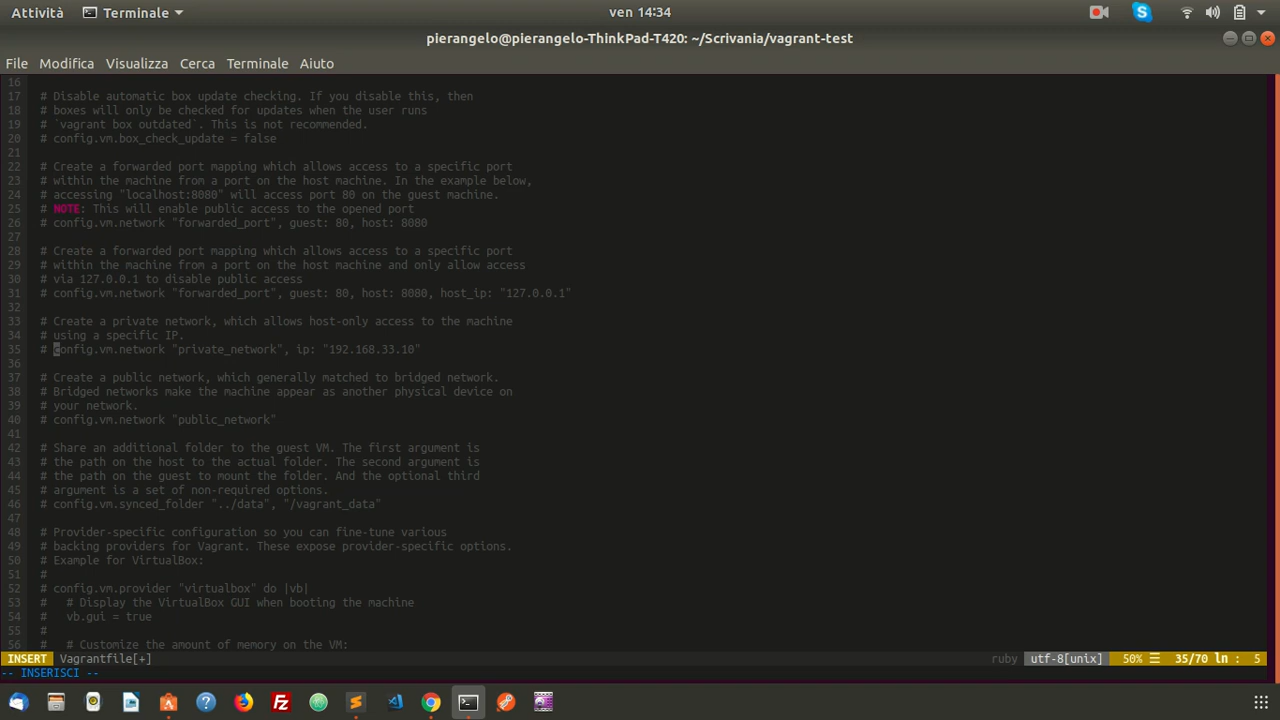 Attività Terminale ven 14:34
pierangelo@pierangelo-ThinkPad-T420: ~/Scrivania/vagrant-test
File Modifica Visualizza Cerca Terminale Aiuto
16
17 # Disable automatic box update checking. If you disable this, then
18 # boxes will only be checked for updates when the user runs
19 # `vagrant box outdated`. This is not recommended.
20 # config.vm.box_check_update = false
21
22 # Create a forwarded port mapping which allows access to a specific port
23 # within the machine from a port on the host machine. In the example below,
24 # accessing "localhost:8080" will access port 80 on the guest machine.
25 # NOTE: This will enable public access to the opened port
26 # config.vm.network "forwarded_port", guest: 80, host: 8080
27
28 # Create a forwarded port mapping which allows access to a specific port
29 # within the machine from a port on the host machine and only allow access
30 # via 127.0.0.1 to disable public access
31 # config.vm.network "forwarded_port", guest: 80, host: 8080, host_ip: "127.0.0.1"
32
33 # Create a private network, which allows host-only access to the machine
34 # using a specific IP.
35 # config.vm.network "private_network", ip: "192.168.33.10"
36
37 # Create a public network, which generally matched to bridged network.
38 # Bridged networks make the machine appear as another physical device on
39 # your network.
40 # config.vm.network "public_network"
41
42 # Share an additional folder to the guest VM. The first argument is
43 # the path on the host to the actual folder. The second argument is
44 # the path on the guest to mount the folder. And the optional third
45 # argument is a set of non-required options.
46 # config.vm.synced_folder "../data", "/vagrant_data"
47
48 # Provider-specific configuration so you can fine-tune various
49 # backing providers for Vagrant. These expose provider-specific options.
50 # Example for VirtualBox:
51 #
52 # config.vm.provider "virtualbox" do |vb|
53 #   # Display the VirtualBox GUI when booting the machine
54 #   vb.gui = true
55 #
56 #   # Customize the amount of memory on the VM:
INSERT Vagrantfile[+] ruby utf-8[unix] 50% ☰ 35/70 ln : 5
-- INSERISCI --